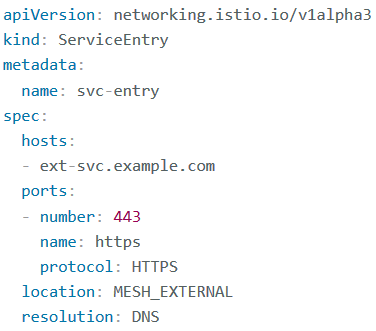 apiVersion: networking.istio.io/v1alpha3
kind: ServiceEntry
metadata:
  name: svc-entry
spec:
  hosts:
  - ext-svc.example.com
  ports:
  - number: 443
    name: https
    protocol: HTTPS
  location: MESH_EXTERNAL
  resolution: DNS